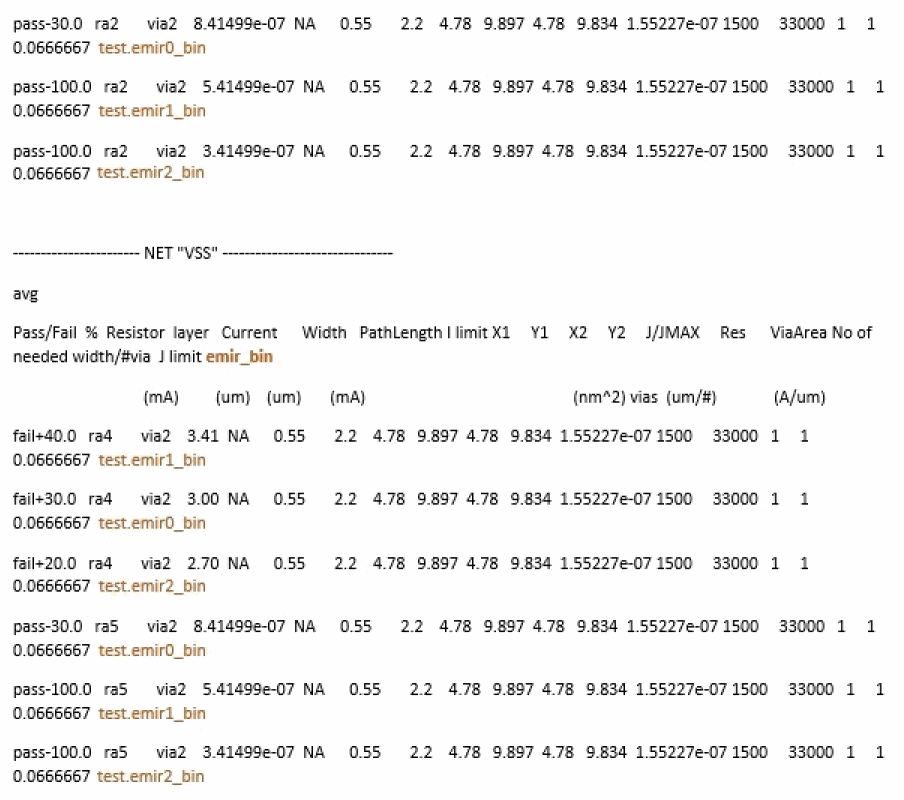 pass-30.0 ra2 via2 8.41499e-07 NA 0.55 2.2 4.78 9.897 4.78 9.834 1.55227e-07 1500 33000 1 1
0.0666667 test.emir0_bin
pass-100.0 ra2 via2 5.41499e-07 NA 0.55 2.2 4.78 9.897 4.78 9.834 1.55227e-07 1500 33000 1 1
0.0666667 test.emir1_bin
pass-100.0 ra2 via2 3.41499e-07 NA 0.55 2.2 4.78 9.897 4.78 9.834 1.55227e-07 1500 33000 1 1
0.0666667 test.emir2_bin
----------------------- NET "VSS" -------------------------------
avg
Pass/Fail % Resistor layer Current Width PathLength I limit X1 Y1 X2 Y2 J/JMAX Res ViaArea No of
needed width/#via J limit emir_bin
(mA) (um) (um) (mA) (nm^2) vias (um/#) (A/um)
fail+40.0 ra4 via2 3.41 NA 0.55 2.2 4.78 9.897 4.78 9.834 1.55227e-07 1500 33000 1 1
0.0666667 test.emir1_bin
fail+30.0 ra4 via2 3.00 NA 0.55 2.2 4.78 9.897 4.78 9.834 1.55227e-07 1500 33000 1 1
0.0666667 test.emir0_bin
fail+20.0 ra4 via2 2.70 NA 0.55 2.2 4.78 9.897 4.78 9.834 1.55227e-07 1500 33000 1 1
0.0666667 test.emir2_bin
pass-30.0 ra5 via2 8.41499e-07 NA 0.55 2.2 4.78 9.897 4.78 9.834 1.55227e-07 1500 33000 1 1
0.0666667 test.emir0_bin
pass-100.0 ra5 via2 5.41499e-07 NA 0.55 2.2 4.78 9.897 4.78 9.834 1.55227e-07 1500 33000 1 1
0.0666667 test.emir1_bin
pass-100.0 ra5 via2 3.41499e-07 NA 0.55 2.2 4.78 9.897 4.78 9.834 1.55227e-07 1500 33000 1 1
0.0666667 test.emir2_bin